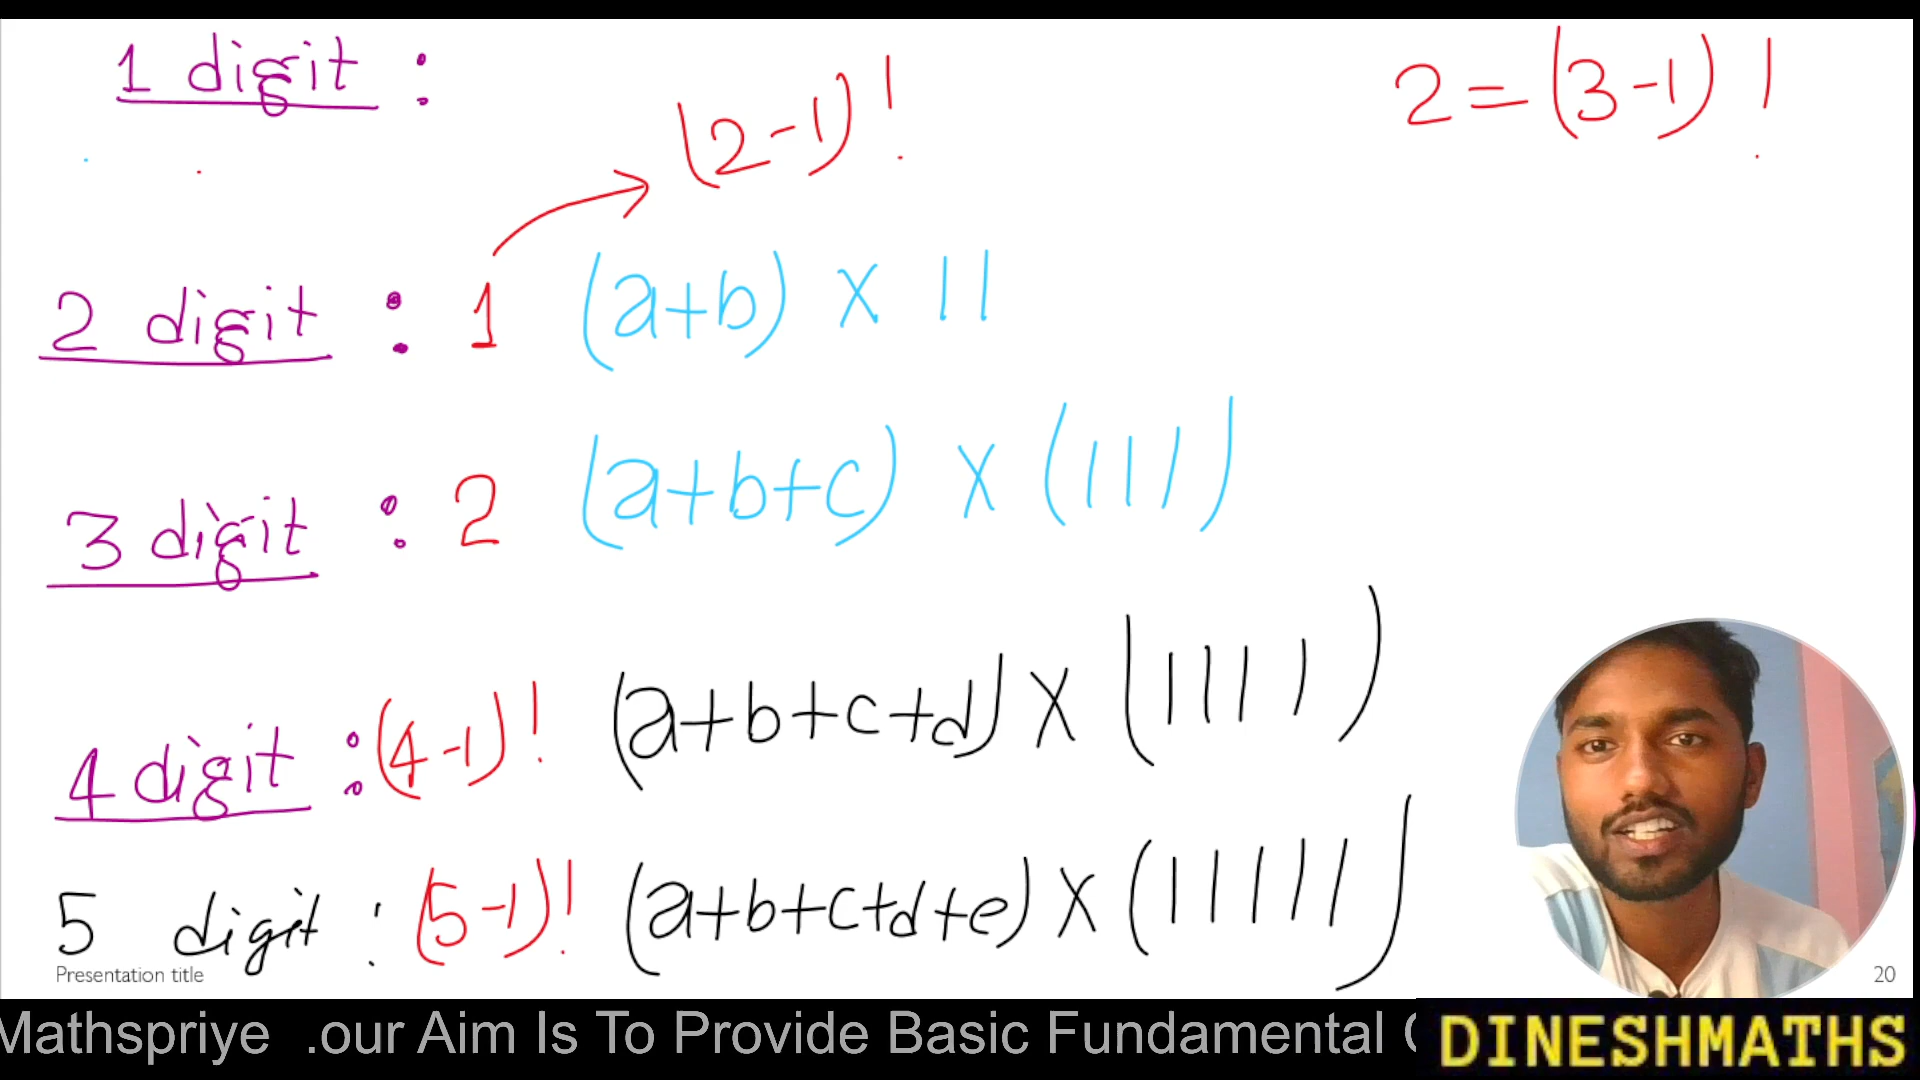 1 digit :
(2-1)!
2=(3-1)!
2 digit : 1 (a+b) x 11
3 digit : 2 (a+b+c) x (111)
4 digit : (4-1)! (a+b+c+d) x (1111)
5 digit : (5-1)! (a+b+c+d+e) x (11111)
Presentation title
20
Mathspriye .our Aim Is To Provide Basic Fundamental
DINESHMATHS